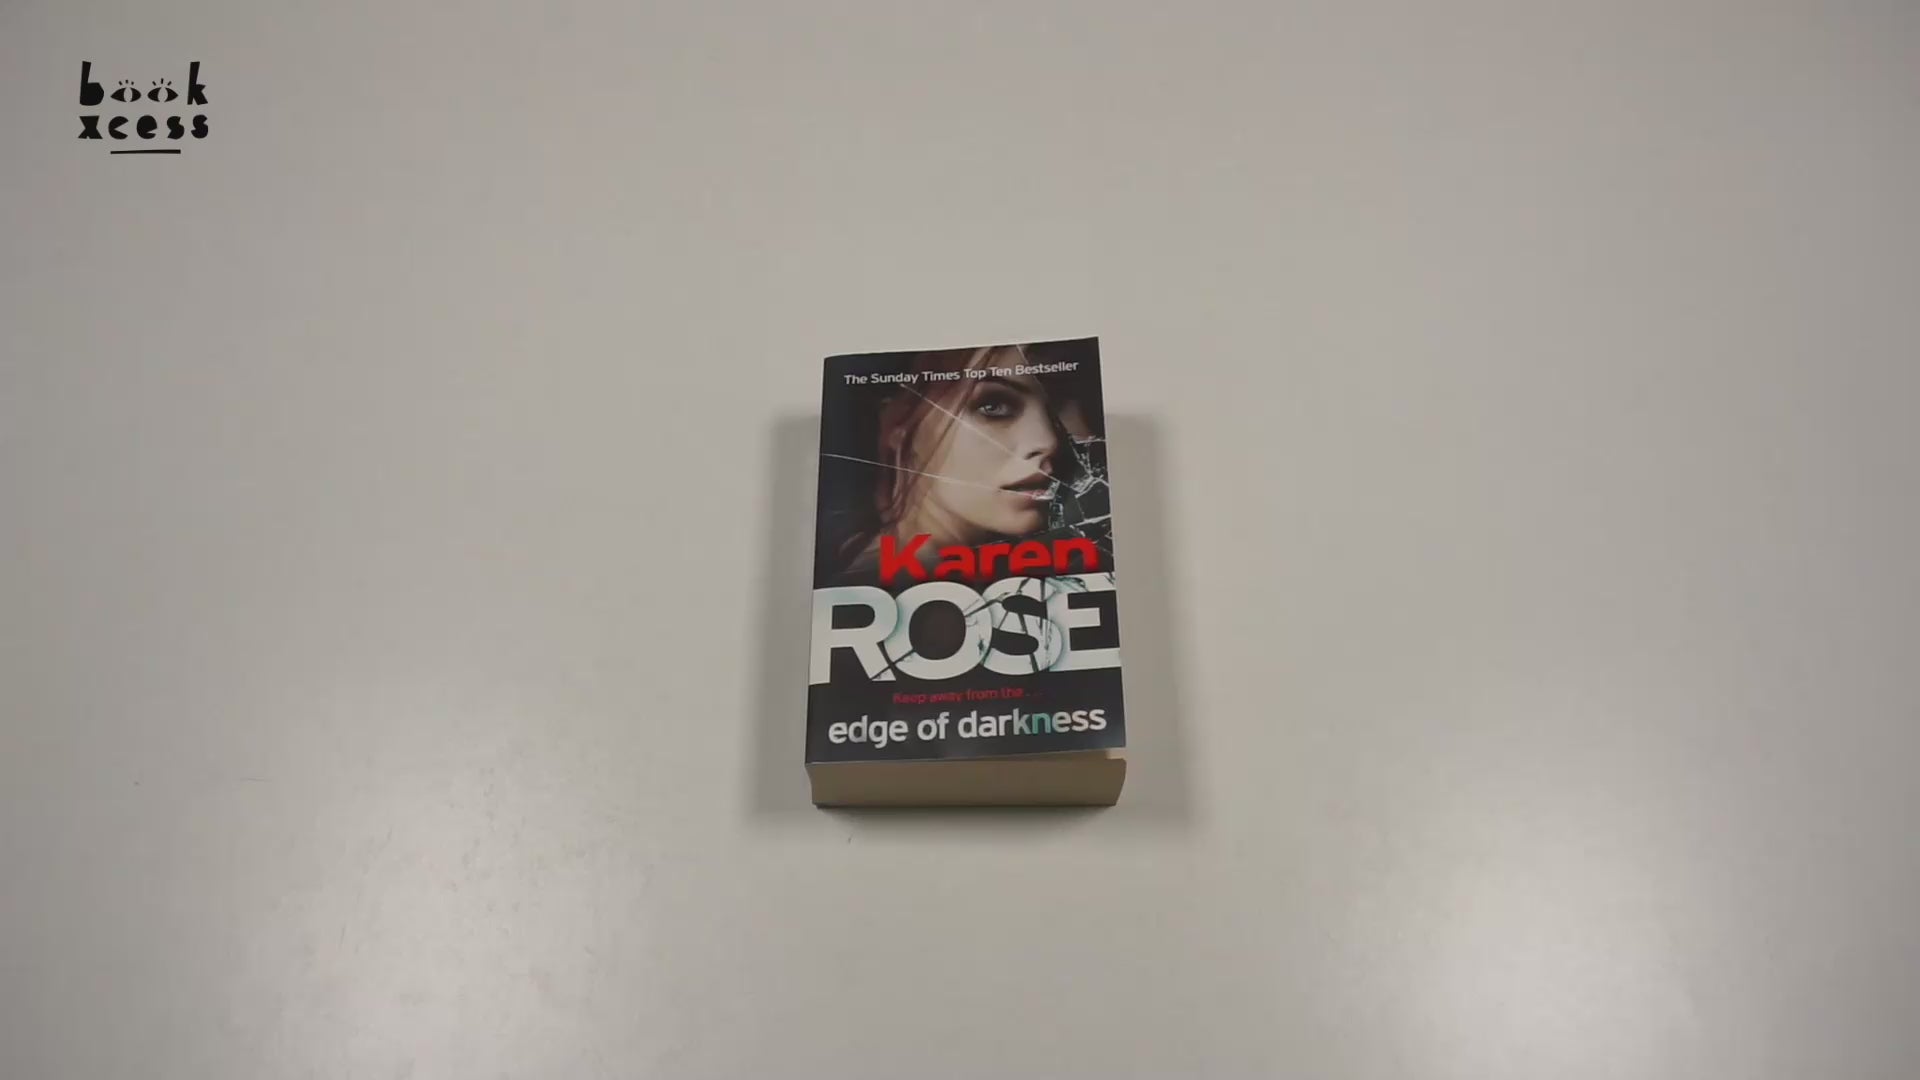 book
xcess
The Sunday Times Top Ten Bestseller
Karen
ROSE
Keep away from the ...
edge of darkness